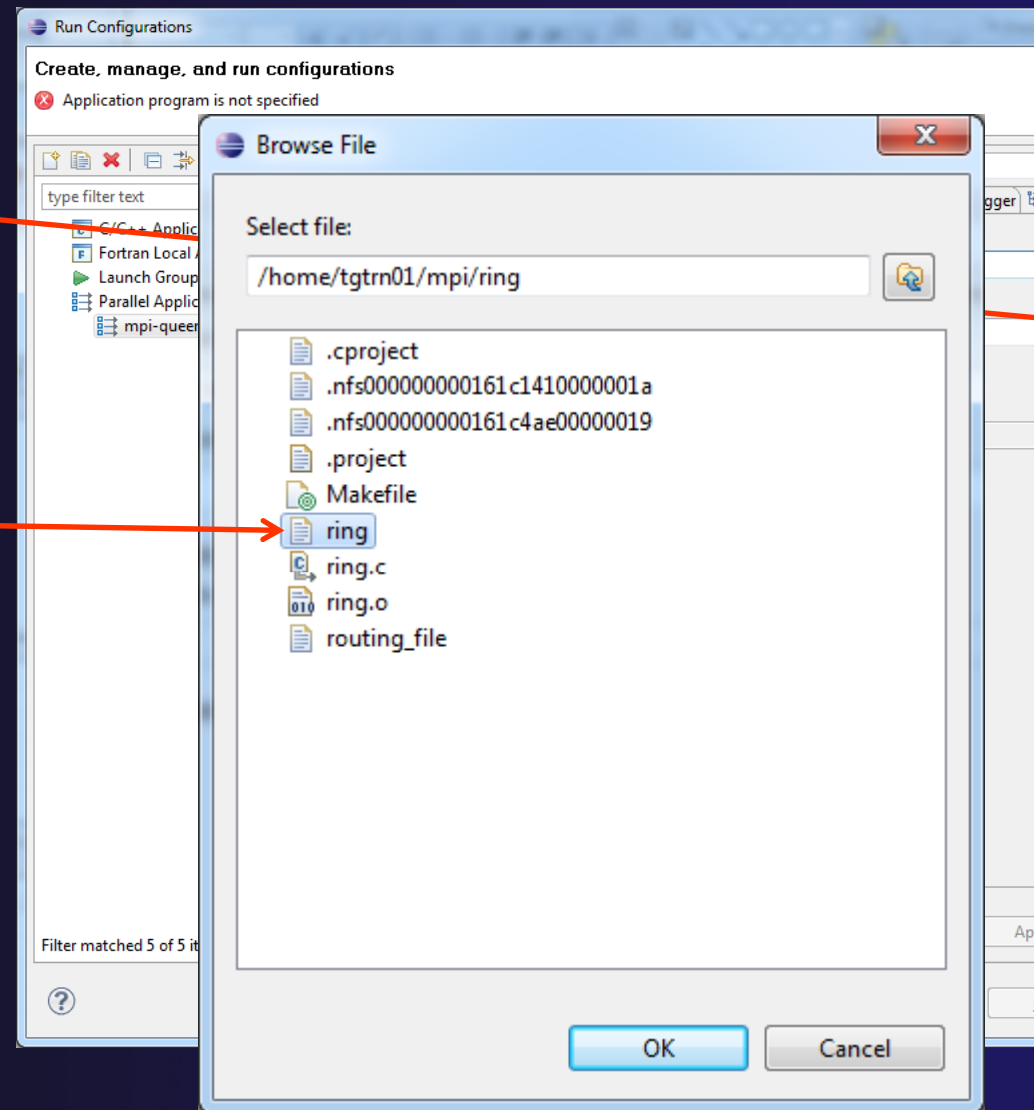 Run Configurations
Create, manage, and run configurations
Application program is not specified
Browse File
type filter text
C/C++ Applic
Fortran Local
Launch Group
Parallel Applic
mpi-queen
Filter matched 5 of 5 it
Select file:
/home/tgtrn01/mpi/ring
.cproject
.nfs000000000161c1410000001a
.nfs000000000161c4ae00000019
.project
Makefile
ring
ring.c
ring.o
routing_file
OK
Cancel
gger
Ap